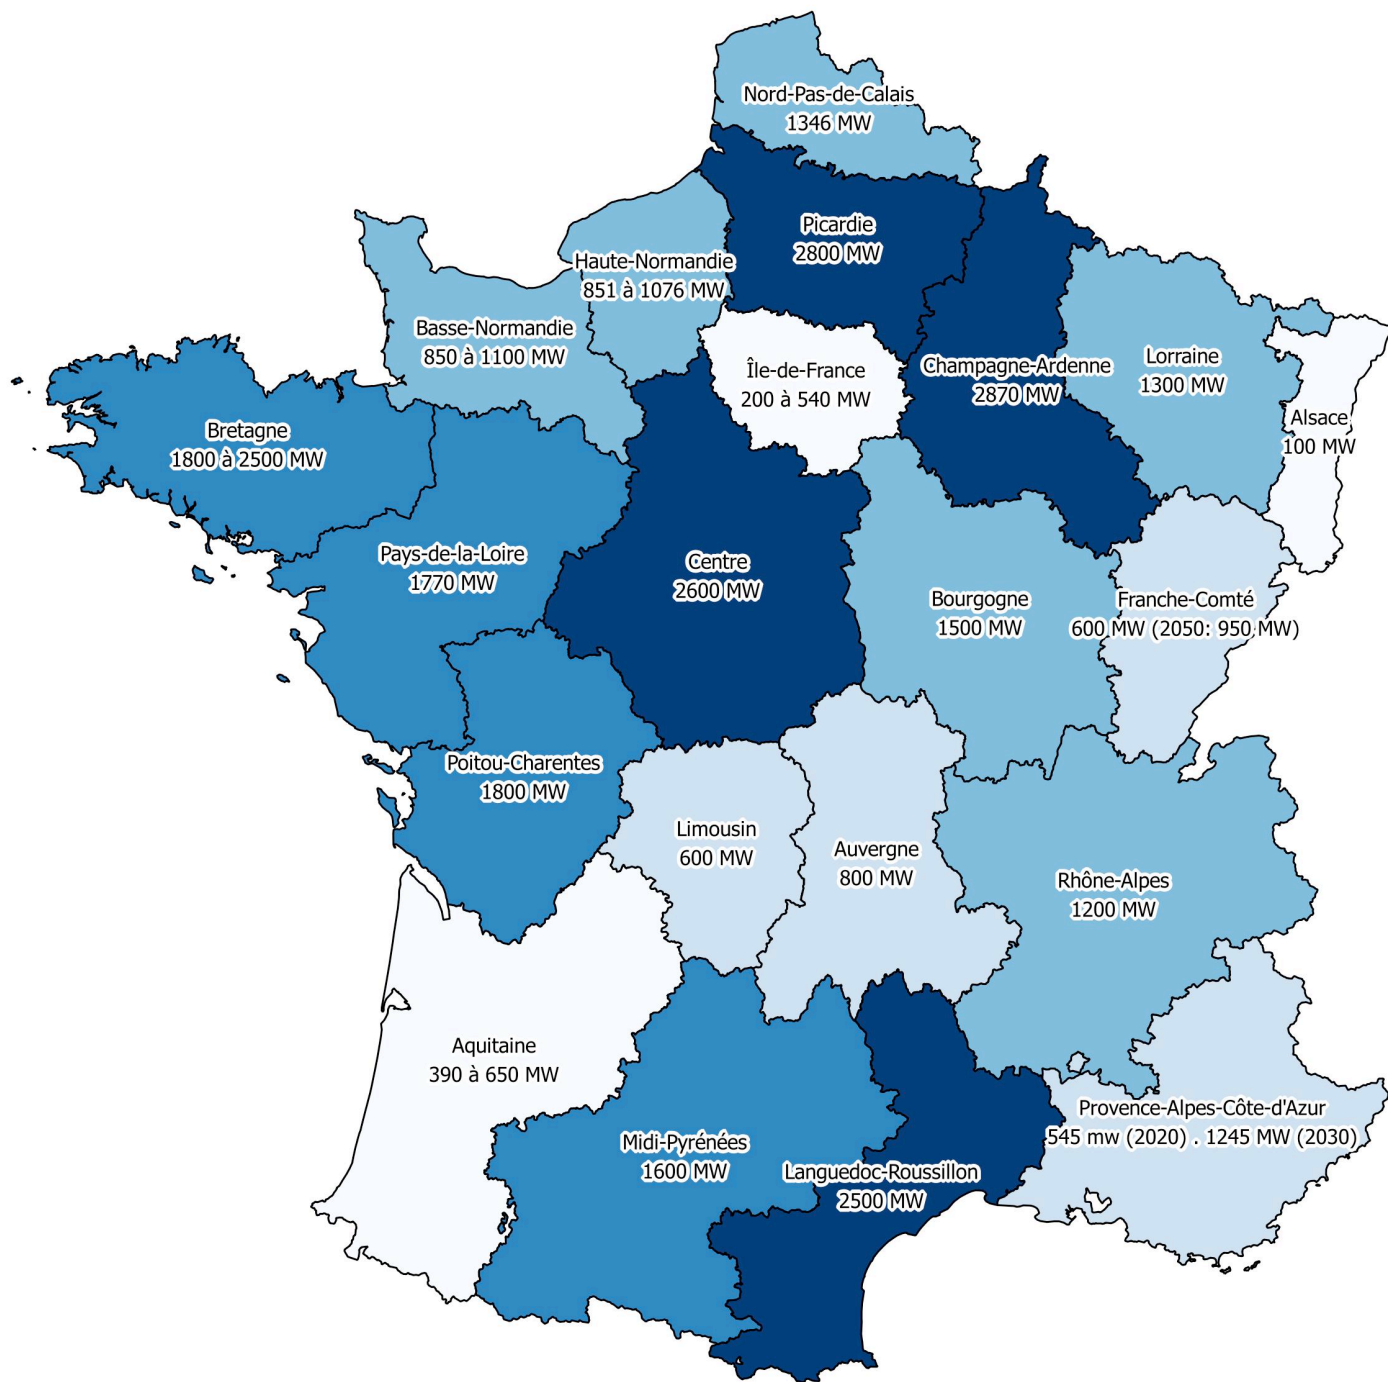 Nord-Pas-de-Calais
1346 MW
Picardie
2800 MW
Haute-Normandie
851 à 1076 MW
Basse-Normandie
850 à 1100 MW
Île-de-France
200 à 540 MW
Champagne-Ardenne
2870 MW
Lorraine
1300 MW
Alsace
100 MW
Bretagne
1800 à 2500 MW
Pays-de-la-Loire
1770 MW
Centre
2600 MW
Bourgogne
1500 MW
Franche-Comté
600 MW (2050: 950 MW)
Poitou-Charentes
1800 MW
Limousin
600 MW
Auvergne
800 MW
Rhône-Alpes
1200 MW
Aquitaine
390 à 650 MW
Midi-Pyrénées
1600 MW
Languedoc-Roussillon
2500 MW
Provence-Alpes-Côte-d'Azur
545 mw (2020) . 1245 MW (2030)